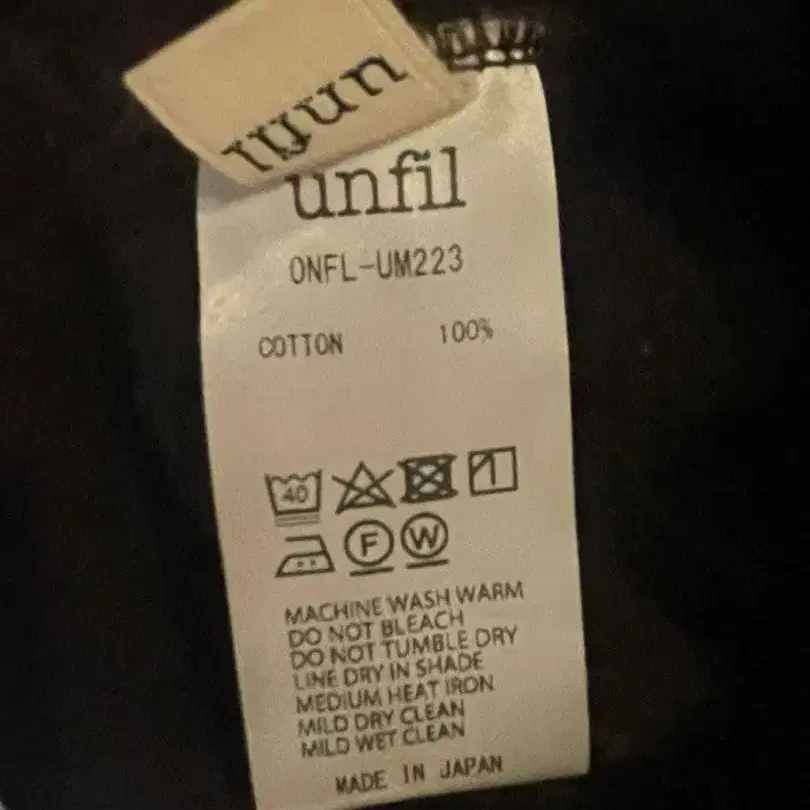 unfil
unfil
ONFL-UM223
COTTON 100%
40
F W
MACHINE WASH WARM
DO NOT BLEACH
DO NOT TUMBLE DRY
LINE DRY IN SHADE
MEDIUM HEAT IRON
MILD DRY CLEAN
MILD WET CLEAN
MADE IN JAPAN